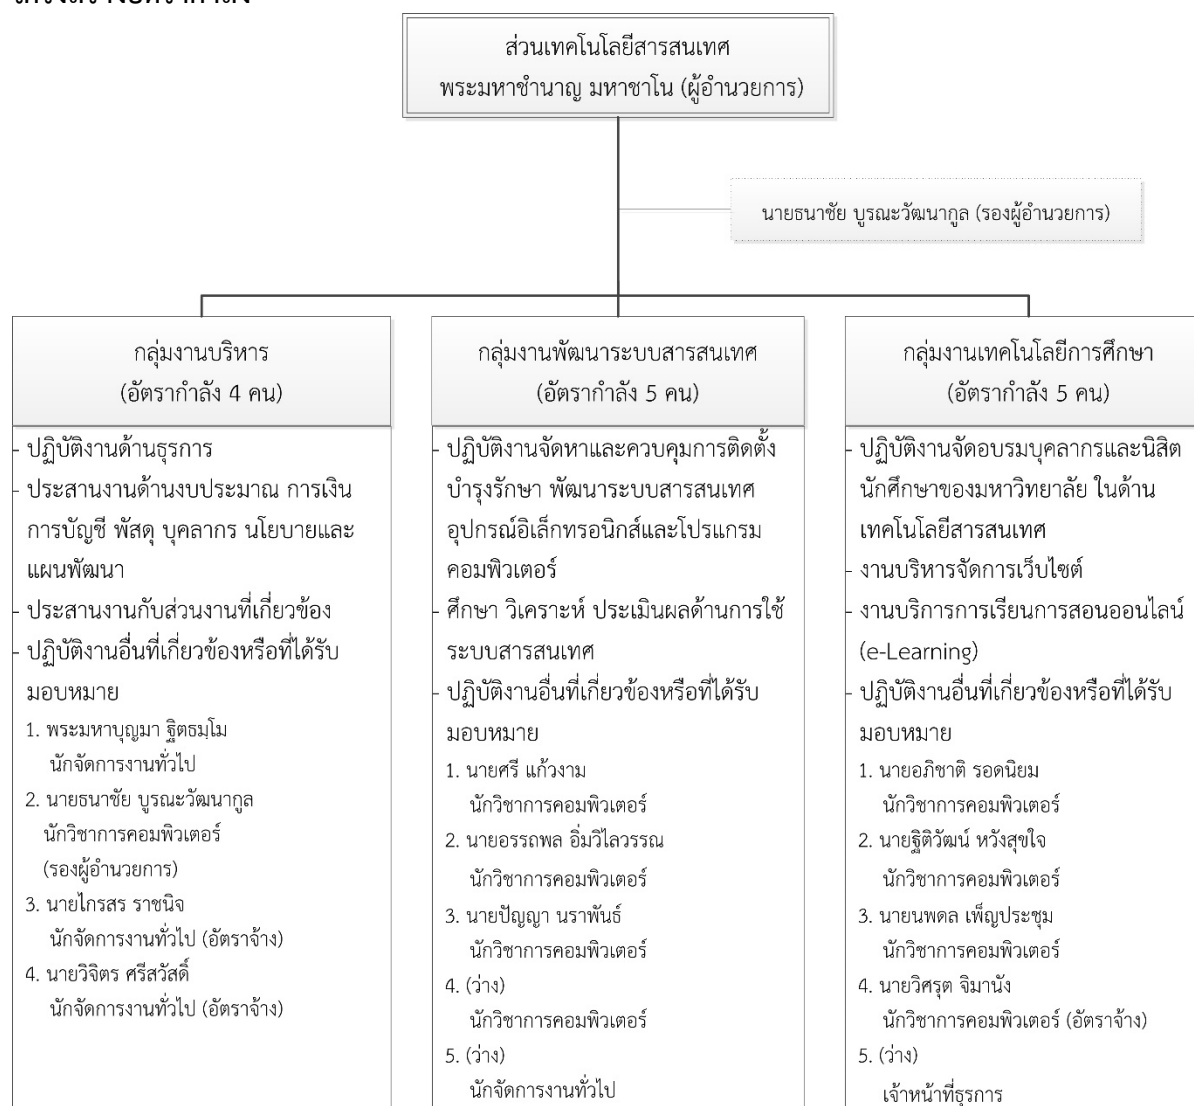 โครงสร้างอัตรากำลัง
ส่วนเทคโนโลยีสารสนเทศ
พระมหาชำนาญ มหาชาโน (ผู้อำนวยการ)
นายธนาชัย บูรณะวัฒนากูล (รองผู้อำนวยการ)
กลุ่มงานบริหาร
(อัตรากำลัง 4 คน)
- ปฏิบัติงานด้านธุรการ
- ประสานงานด้านงบประมาณ การเงิน
การบัญชี พัสดุ บุคลากร นโยบายและ
แผนพัฒนา
- ประสานงานกับส่วนงานที่เกี่ยวข้อง
- ปฏิบัติงานอื่นที่เกี่ยวข้องหรือที่ได้รับ
มอบหมาย
1. พระมหาบุญมา ฐิตธมฺโม
นักจัดการงานทั่วไป
2. นายธนาชัย บูรณะวัฒนากูล
นักวิชาการคอมพิวเตอร์
(รองผู้อำนวยการ)
3. นายไกรสร ราชนิจ
นักจัดการงานทั่วไป (อัตราจ้าง)
4. นายวิจิตร ศรีสวัสดิ์
นักจัดการงานทั่วไป (อัตราจ้าง)
กลุ่มงานพัฒนาระบบสารสนเทศ
(อัตรากำลัง 5 คน)
- ปฏิบัติงานจัดหาและควบคุมการติดตั้ง
บำรุงรักษา พัฒนาระบบสารสนเทศ
อุปกรณ์อิเล็กทรอนิกส์และโปรแกรม
คอมพิวเตอร์
- ศึกษา วิเคราะห์ ประเมินผลด้านการใช้
ระบบสารสนเทศ
- ปฏิบัติงานอื่นที่เกี่ยวข้องหรือที่ได้รับ
มอบหมาย
1. นายศรี แก้วงาม
นักวิชาการคอมพิวเตอร์
2. นายอรรถพล อิ่มวิไลวรรณ
นักวิชาการคอมพิวเตอร์
3. นายปัญญา นราพันธ์
นักวิชาการคอมพิวเตอร์
4. (ว่าง)
นักวิชาการคอมพิวเตอร์
5. (ว่าง)
นักจัดการงานทั่วไป
กลุ่มงานเทคโนโลยีการศึกษา
(อัตรากำลัง 5 คน)
- ปฏิบัติงานจัดอบรมบุคลากรและนิสิต
นักศึกษาของมหาวิทยาลัย ในด้าน
เทคโนโลยีสารสนเทศ
- งานบริหารจัดการเว็บไซต์
- งานบริการการเรียนการสอนออนไลน์
(e-Learning)
- ปฏิบัติงานอื่นที่เกี่ยวข้องหรือที่ได้รับ
มอบหมาย
1. นายอภิชาติ รอดนิยม
นักวิชาการคอมพิวเตอร์
2. นายฐิติวัฒน์ หวังสุขใจ
นักวิชาการคอมพิวเตอร์
3. นายนพดล เพ็ญประชุม
นักวิชาการคอมพิวเตอร์
4. นายวิศรุต จิมานัง
นักวิชาการคอมพิวเตอร์ (อัตราจ้าง)
5. (ว่าง)
เจ้าหน้าที่ธุรการ